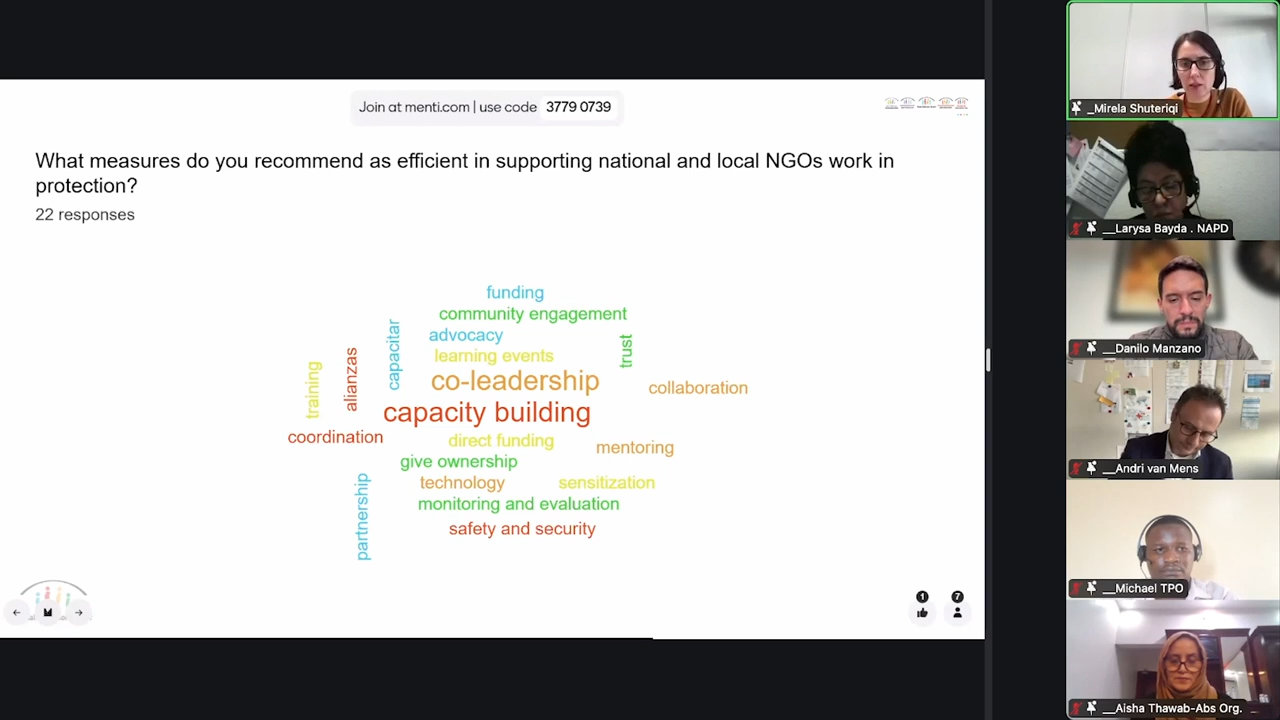 Join at menti.com | use code 3779 0739
What measures do you recommend as efficient in supporting national and local NGOs work in
protection?
22 responses
funding
community engagement
advocacy
capacitar
trust
learning events
alianzas
training
co-leadership
collaboration
capacity building
coordination
direct funding
mentoring
give ownership
technology
sensitization
partnership
monitoring and evaluation
safety and security
1
7
_Mirela Shuteriqi
__Larysa Bayda . NAPD
__Danilo Manzano
__Andri van Mens
__Michael TPO
__Aisha Thawab-Abs Org.